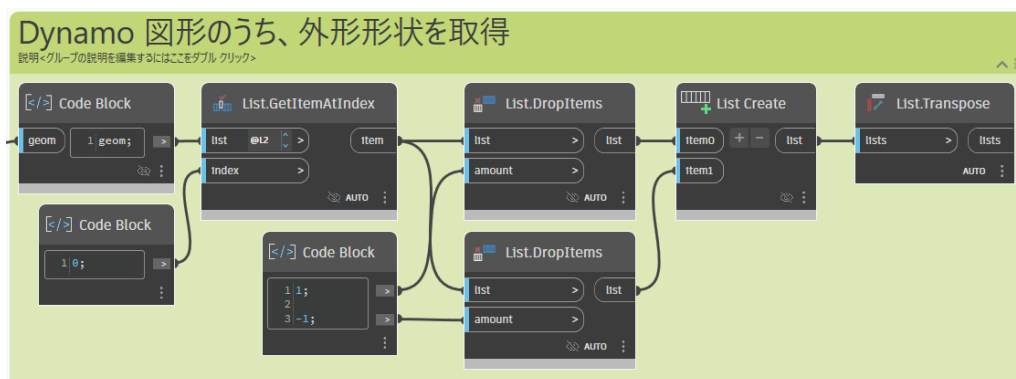 Dynamo 図形のうち、外形形状を取得
説明<グループの説明を編集するにはここをダブル クリック>
</> Code Block
geom
1 geom; >
List.GetItemAtIndex
list @L2 > item
index >
AUTO
List.DropItems
list > list
amount >
AUTO
List Create
item0 + - list
item1
List.Transpose
lists > lists
AUTO
</> Code Block
1 0; >
</> Code Block
1 1; >
2
3 -1; >
List.DropItems
list > list
amount >
AUTO